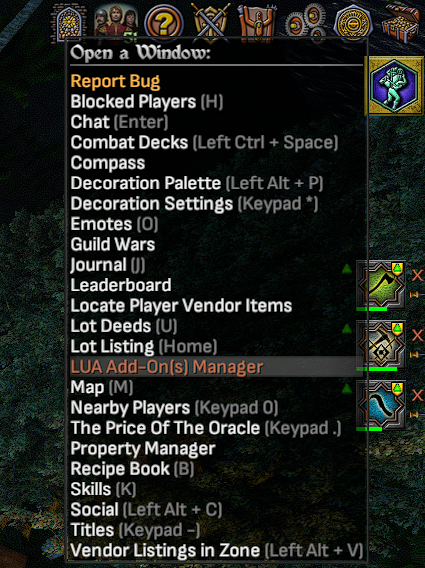 Open a Window:
Report Bug
Blocked Players (H)
Chat (Enter)
Combat Decks (Left Ctrl + Space)
Compass
Decoration Palette (Left Alt + P)
Decoration Settings (Keypad *)
Emotes (O)
Guild Wars
Journal (J)
Leaderboard
Locate Player Vendor Items
Lot Deeds (U)
Lot Listing (Home)
LUA Add-On(s) Manager
Map (M)
Nearby Players (Keypad 0)
The Price Of The Oracle (Keypad .)
Property Manager
Recipe Book (B)
Skills (K)
Social (Left Alt + C)
Titles (Keypad -)
Vendor Listings in Zone (Left Alt + V)